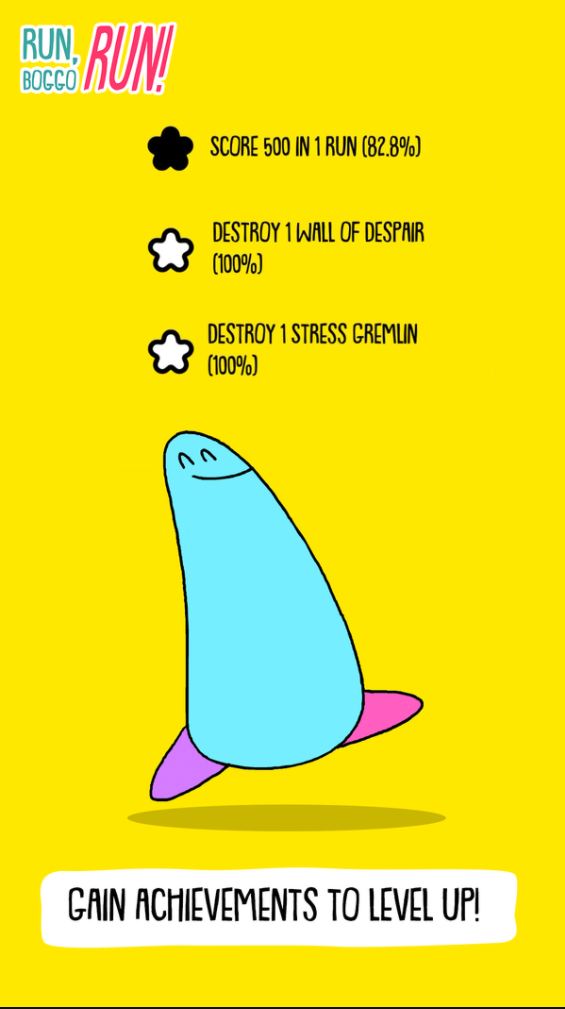 RUN,
BOGGO RUN!
SCORE 500 IN 1 RUN (82.8%)
DESTROY 1 WALL OF DESPAIR
(100%)
DESTROY 1 STRESS GREMLIN
(100%)
GAIN ACHIEVEMENTS TO LEVEL UP!